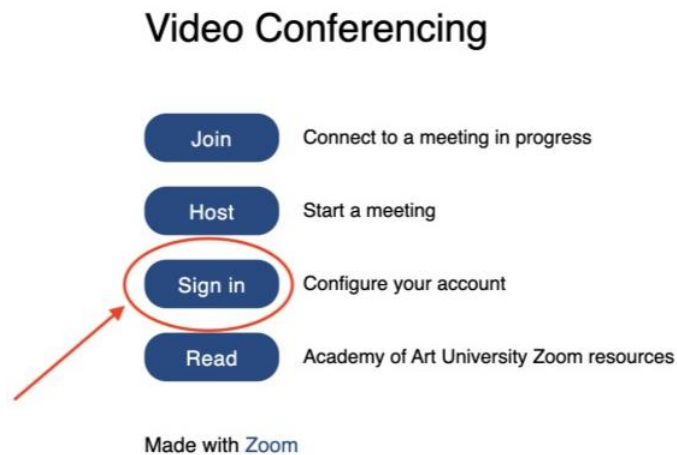 Video Conferencing
Join Connect to a meeting in progress
Host Start a meeting
Sign in Configure your account
Read Academy of Art University Zoom resources
Made with Zoom